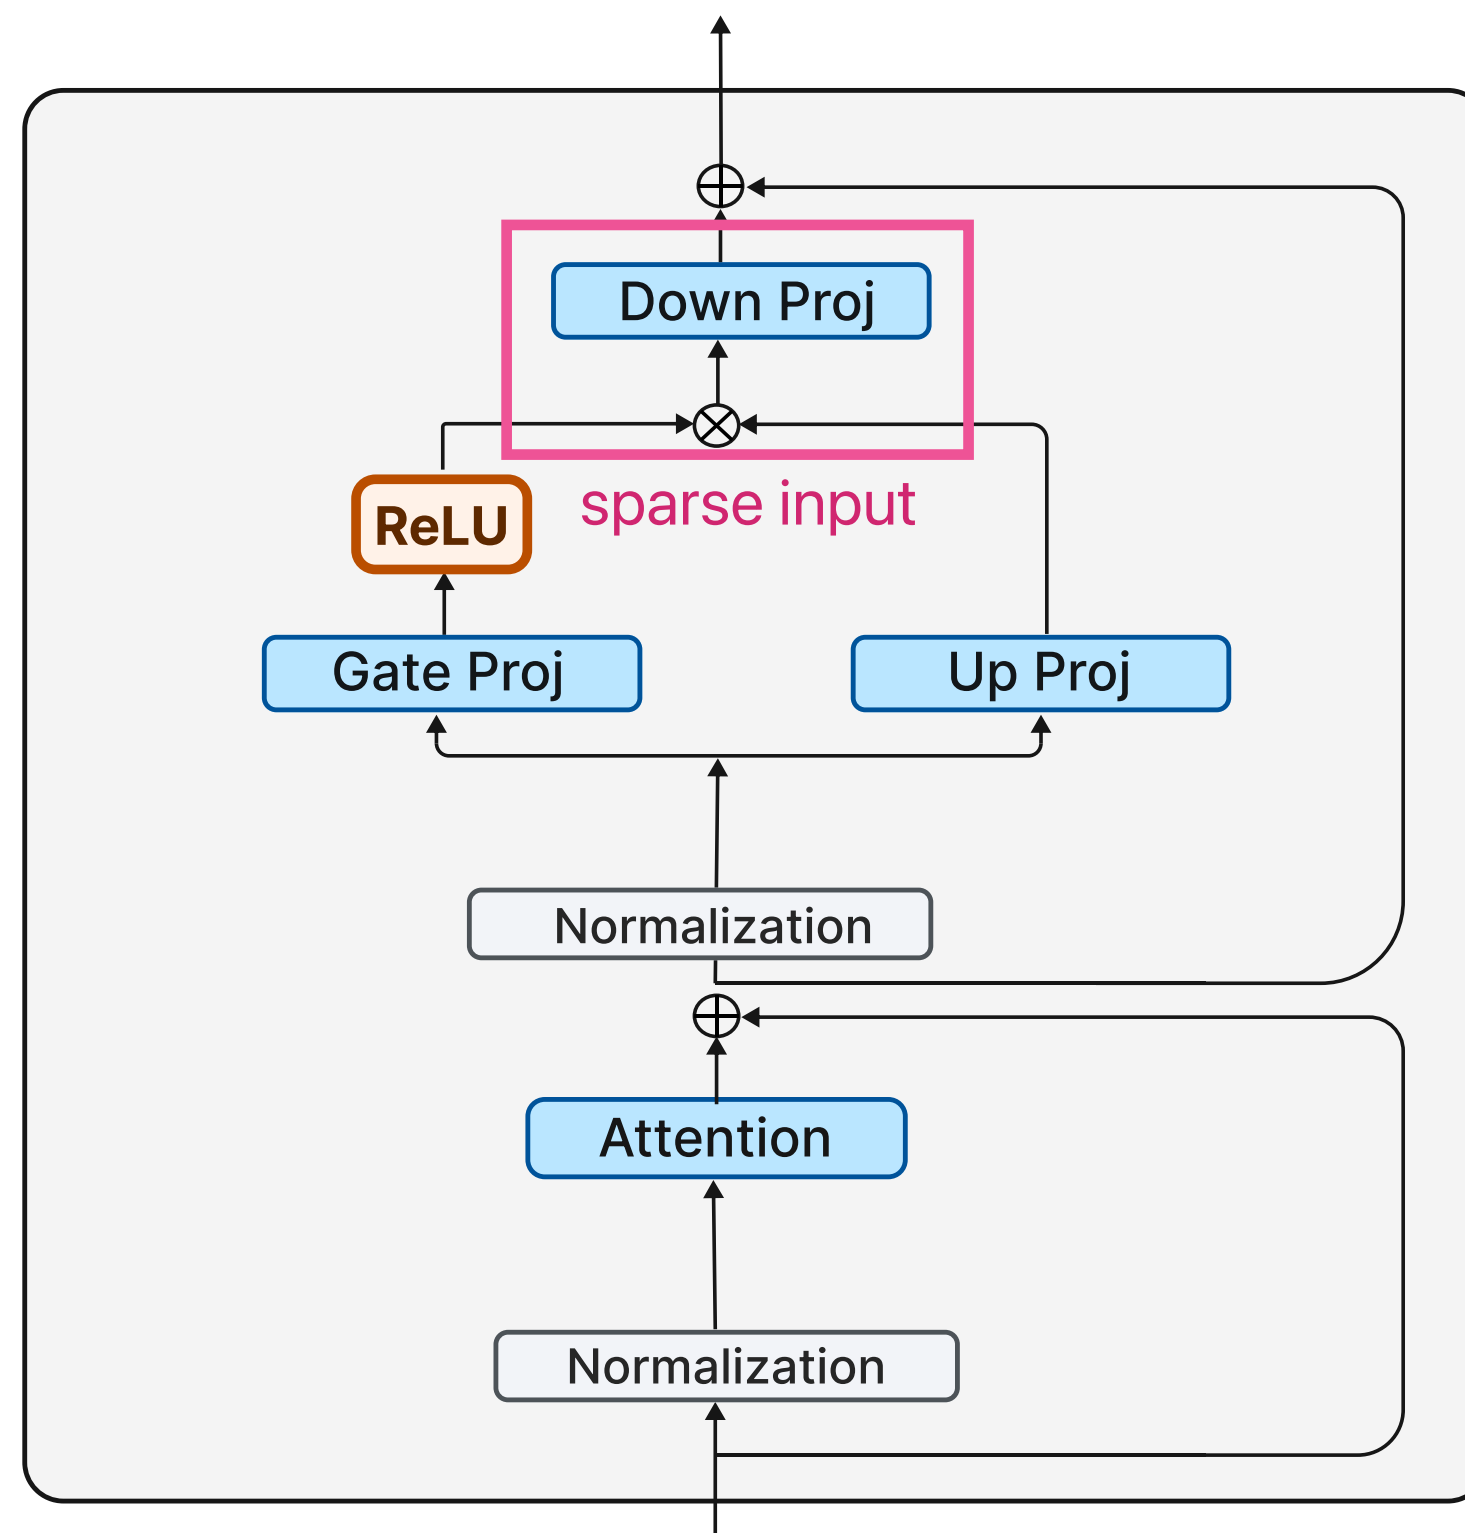 Down Proj
ReLU
sparse input
Gate Proj
Up Proj
Normalization
Attention
Normalization